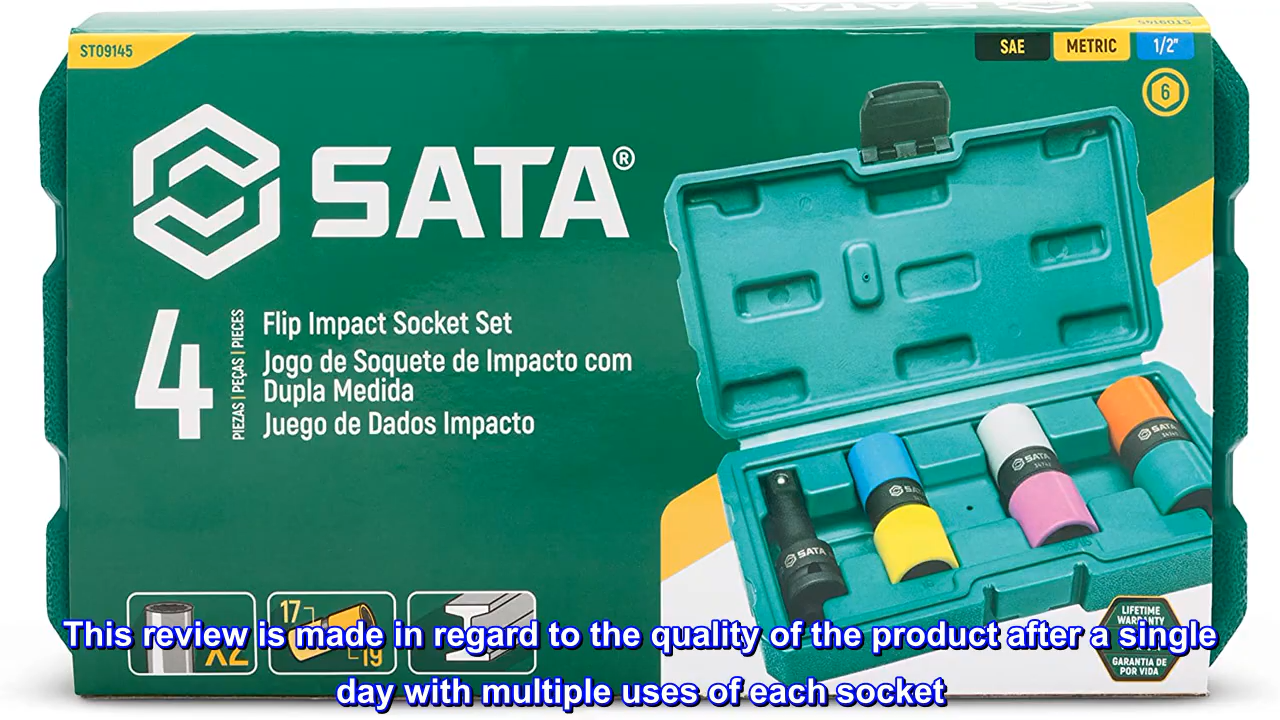 ST09145
SAE
METRIC
1/2"
6
ST09145
SATA®
4
PIEZAS | PEÇAS | PIECES
Flip Impact Socket Set
Jogo de Soquete de Impacto com
Dupla Medida
Juego de Dados Impacto
SATA
SATA
SATA
SATA
X2
17
19
LIFETIME
WARRANTY
GARANTIA DE
POR VIDA
This review is made in regard to the quality of the product after a single
day with multiple uses of each socket